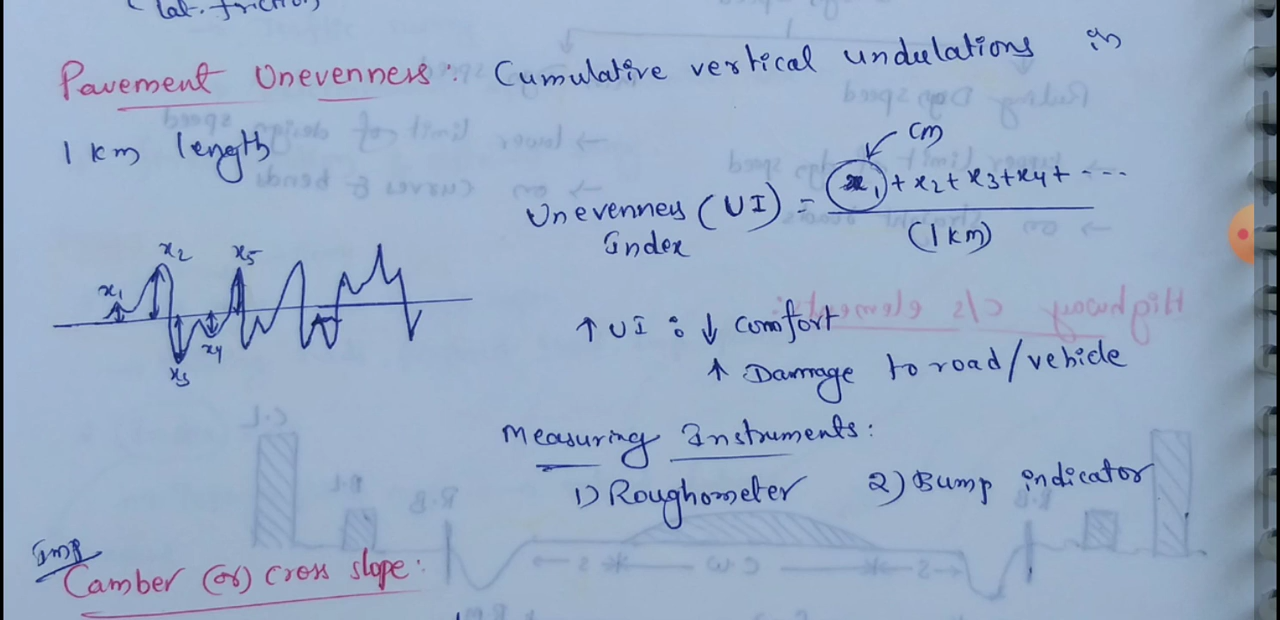 ( lat. friction)
Pavement Unevenness: Cumulative vertical undulations in
1 km length
cm
Unevenness (UI) = x1 + x2 + x3 + x4 + ...
Index (1 km)
x1 x2 x3 x4 x5
↑ UI : ↓ comfort
↑ Damage to road/vehicle
Measuring Instruments:
1) Roughometer 2) Bump indicator
Imp
Camber (or) cross slope: